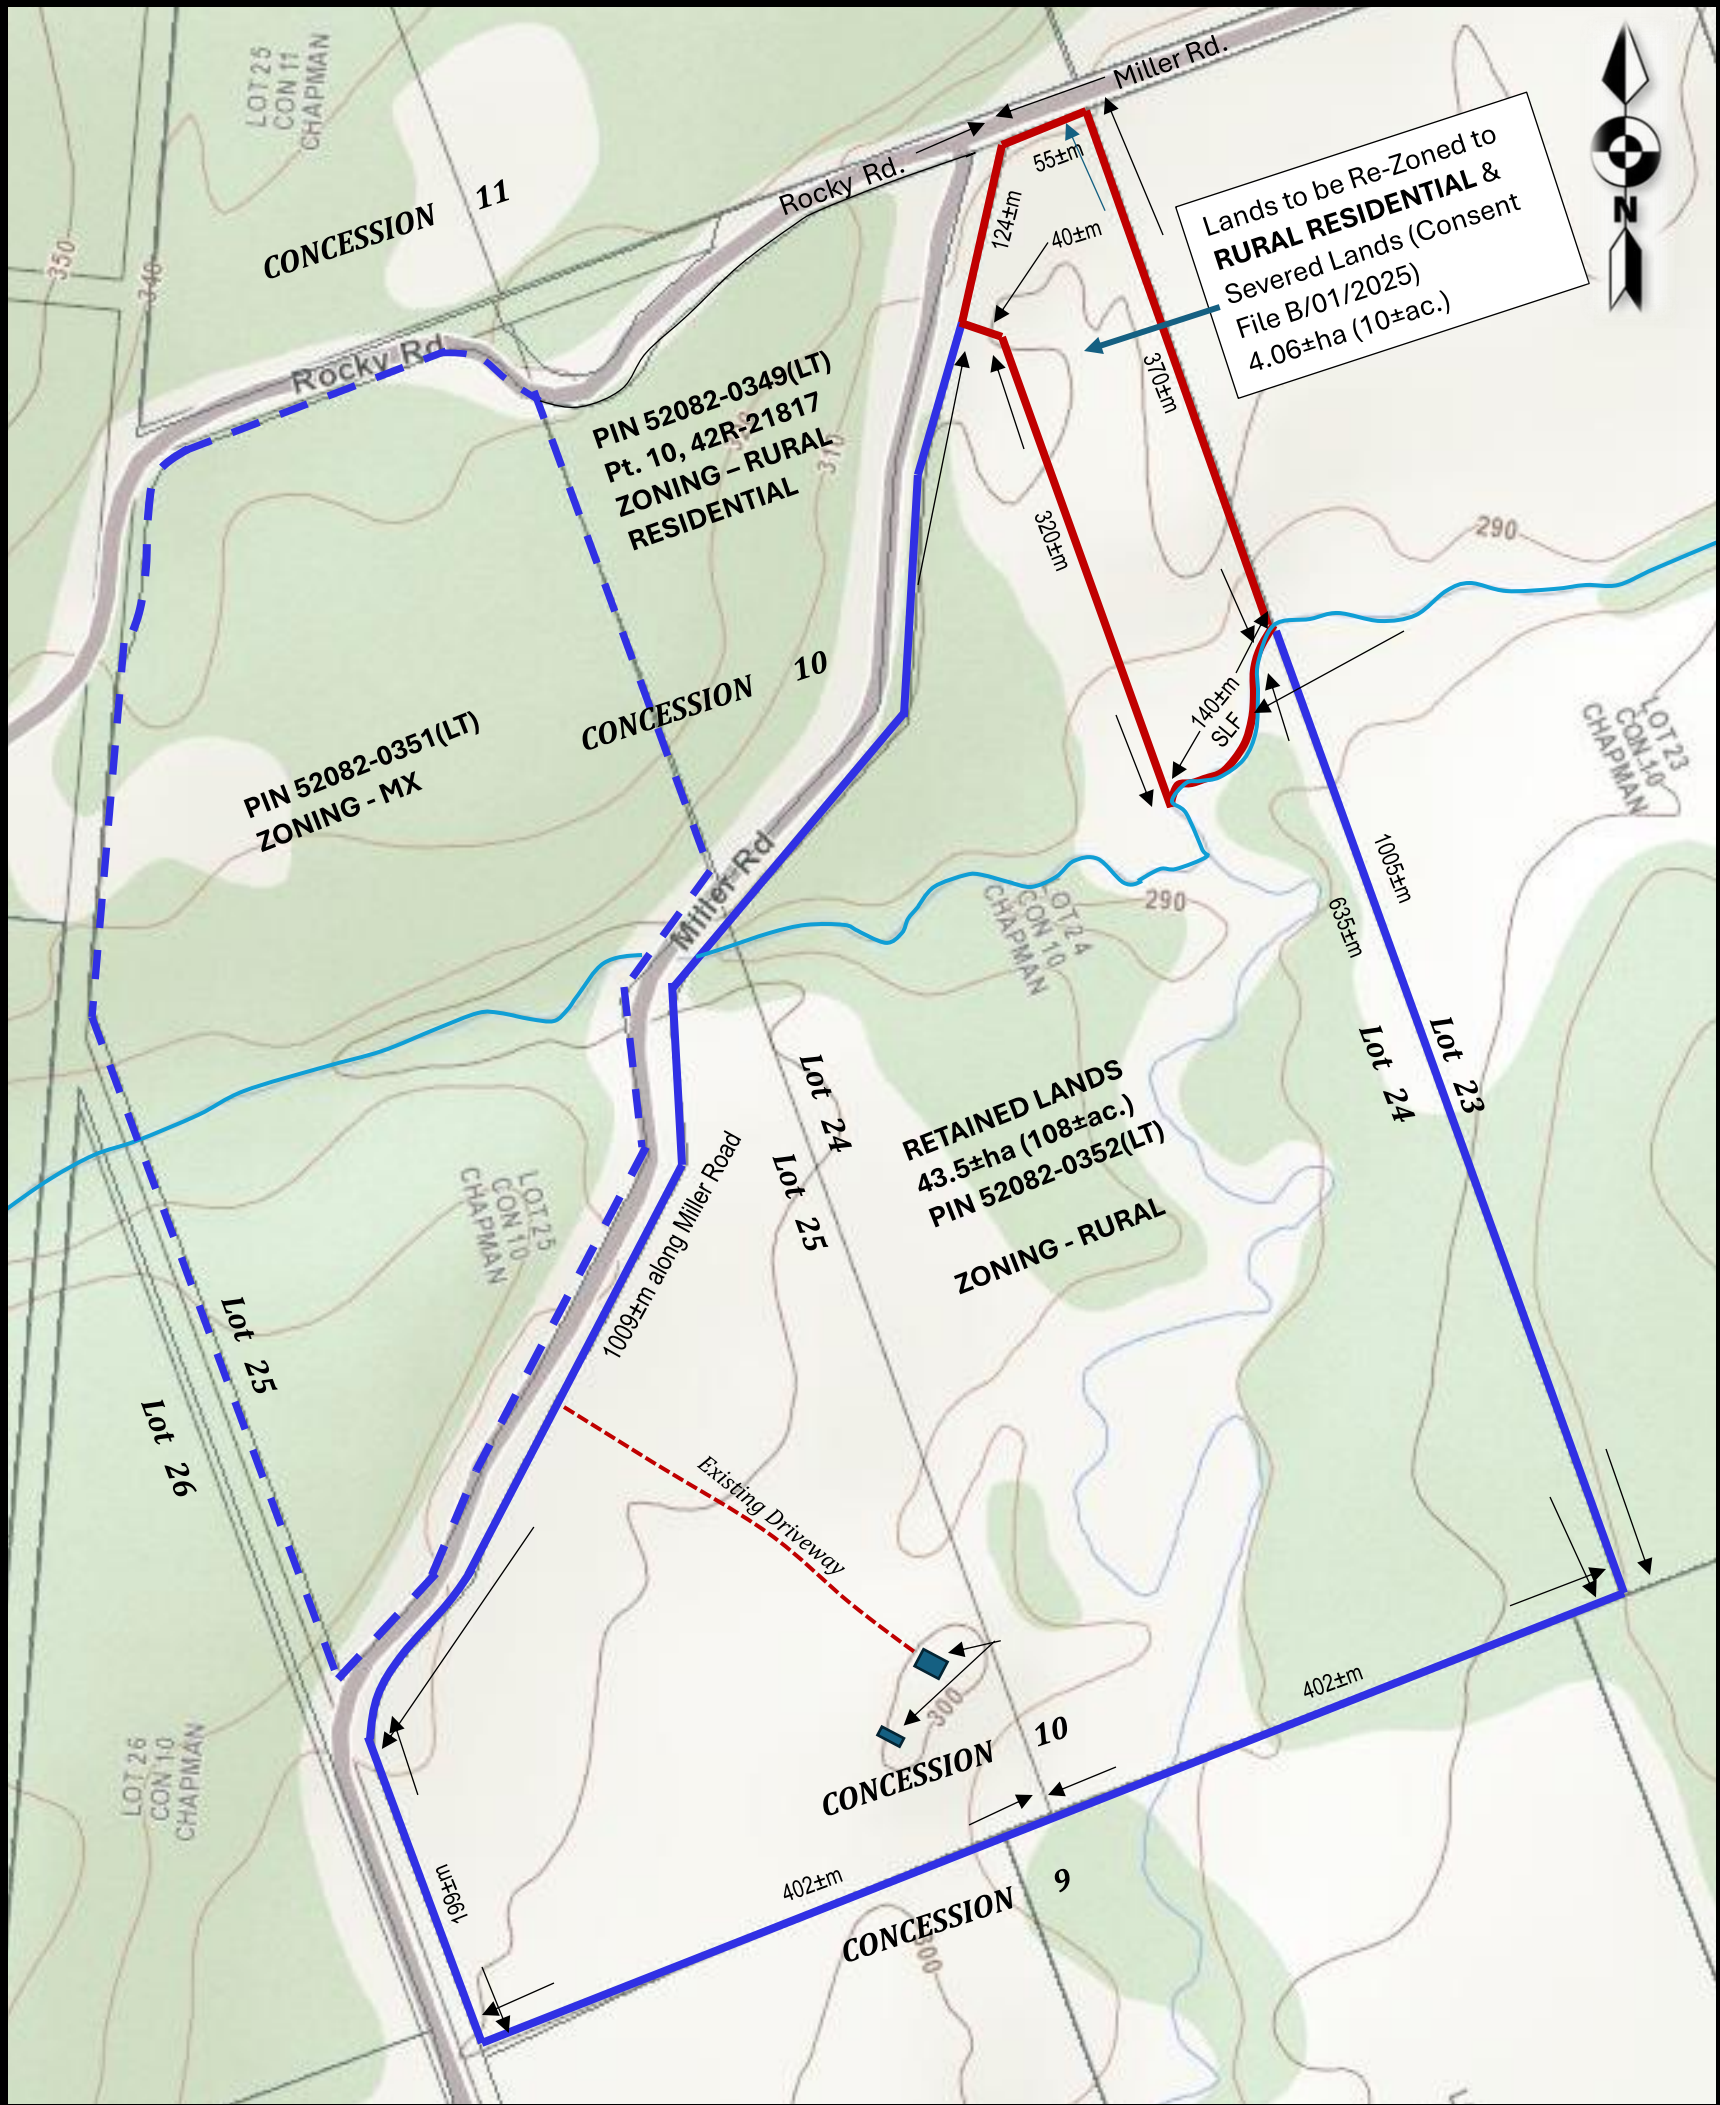 LOT 25
CON 11
CHAPMAN
CONCESSION 11
Miller Rd.
Rocky Rd.
55±m
124±m
40±m
Lands to be Re-Zoned to
RURAL RESIDENTIAL &
Severed Lands (Consent
File B/01/2025)
4.06±ha (10±ac.)
N
350
340
Rocky Rd
PIN 52082-0349(LT)
Pt. 10, 42R-21817
ZONING – RURAL
RESIDENTIAL
310
370±m
320±m
290
140±m
SLF
CONCESSION 10
PIN 52082-0351(LT)
ZONING - MX
LOT 23
CON 10
CHAPMAN
Miller Rd
1005±m
635±m
290
LOT 24
CON 10
CHAPMAN
Lot 23
Lot 24
Lot 24
Lot 25
RETAINED LANDS
43.5±ha (108±ac.)
PIN 52082-0352(LT)
ZONING - RURAL
LOT 25
CON 10
CHAPMAN
1009±m along Miller Road
Lot 25
Lot 26
Existing Driveway
300
402±m
CONCESSION 10
LOT 26
CON 10
CHAPMAN
199±m
402±m
CONCESSION 9
300